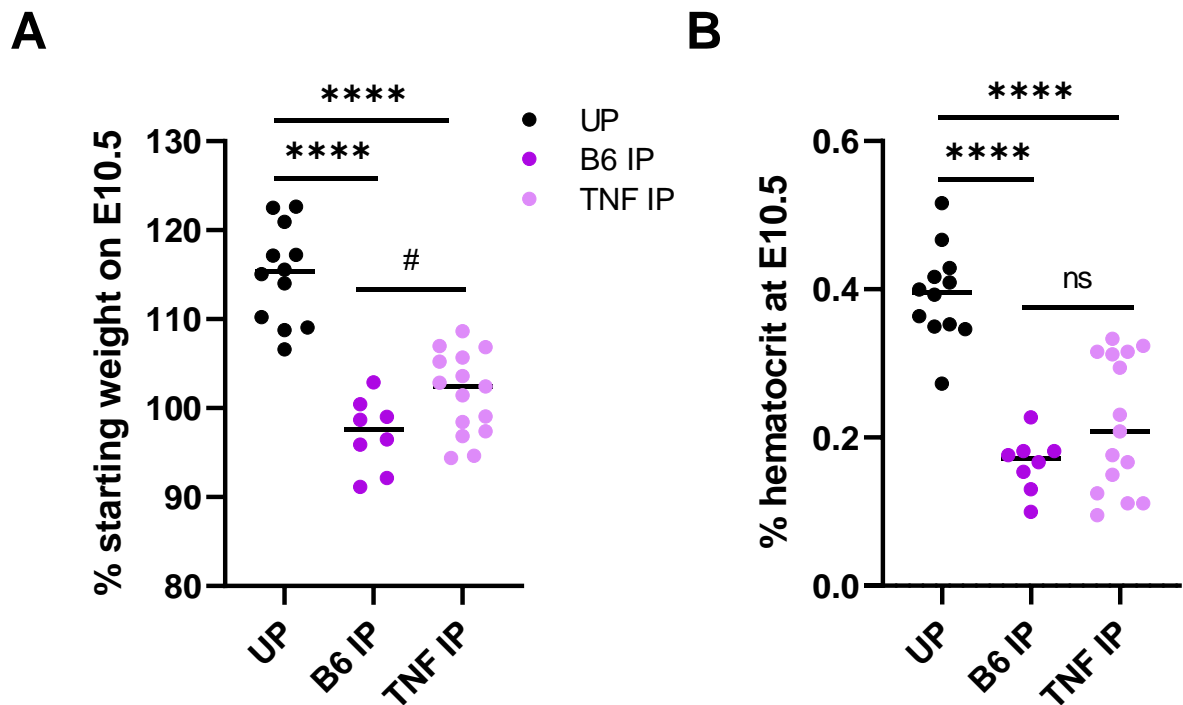 A
% starting weight on E10.5
130
120
110
100
90
80
****
****
#
UP
B6 IP
TNF IP
UP
B6 IP
TNF IP
B
% hematocrit at E10.5
0.6
0.4
0.2
0.0
****
****
ns
UP
B6 IP
TNF IP